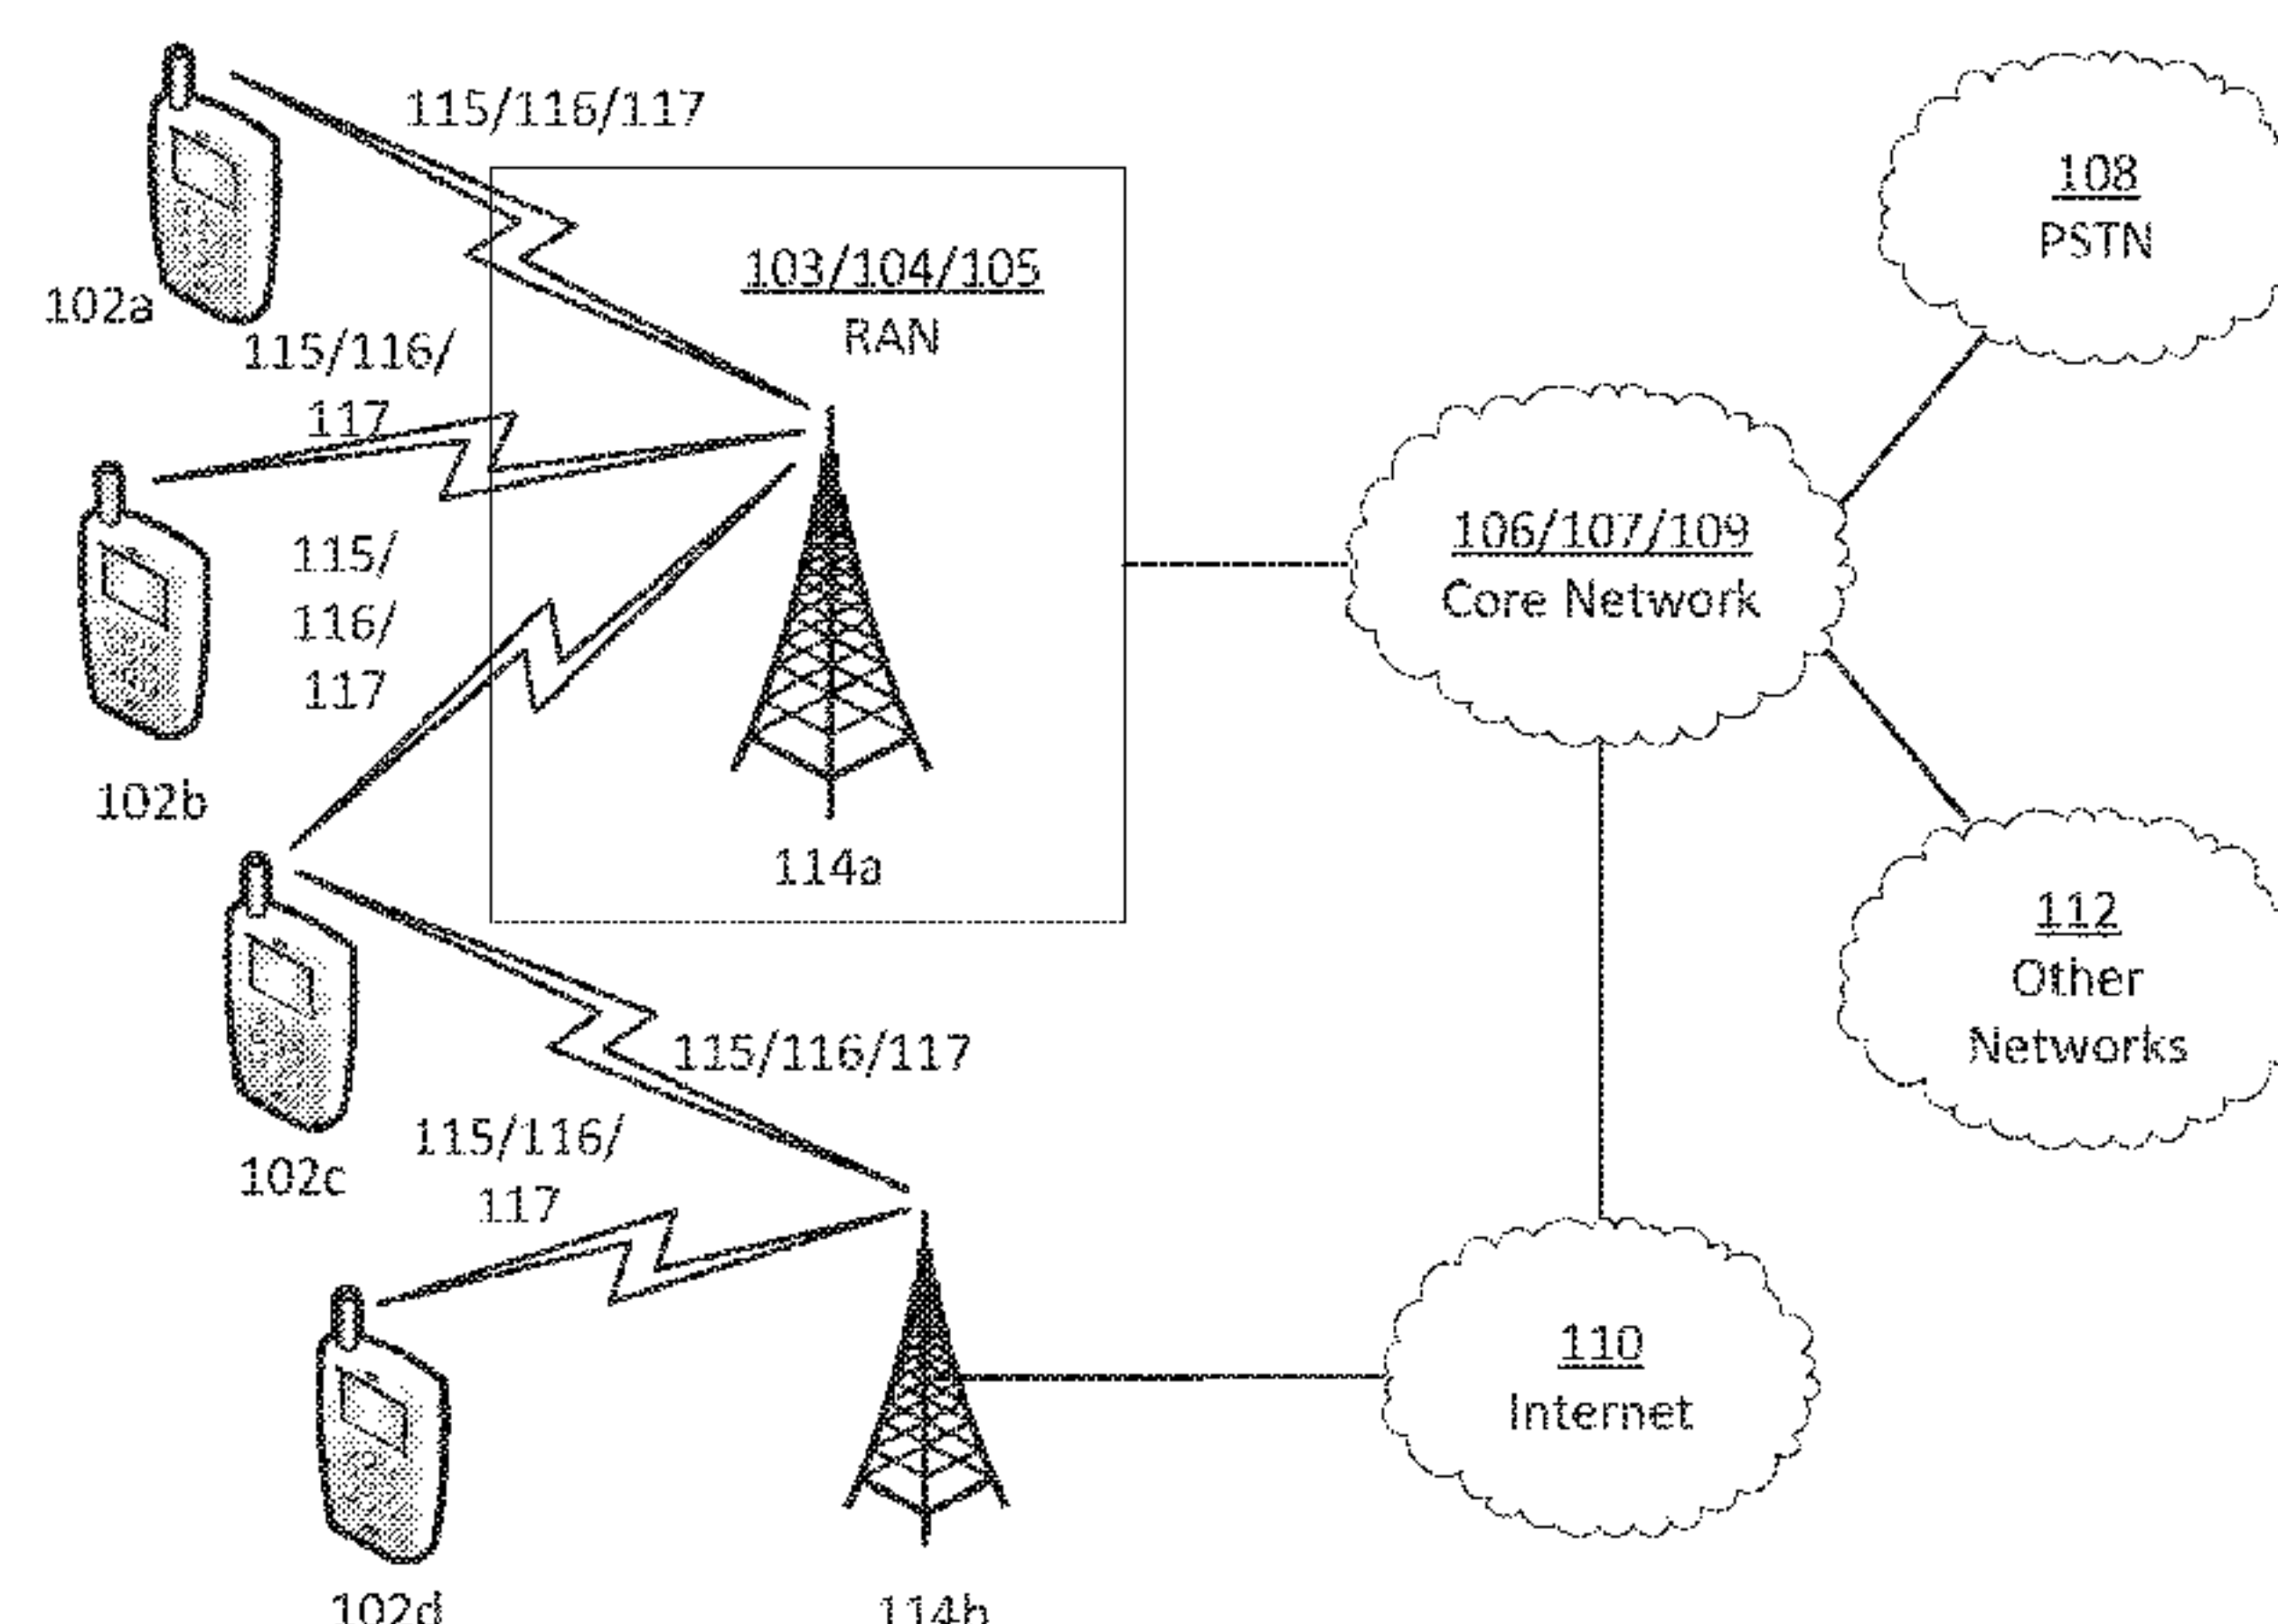 115/116/117
108
PSTN
103/104/105
RAN
102a
115/116/
117
106/107/109
Core Network
115/
116/
117
102b
114a
112
Other
Networks
115/116/117
115/116/
117
102c
110
Internet
102d
114b